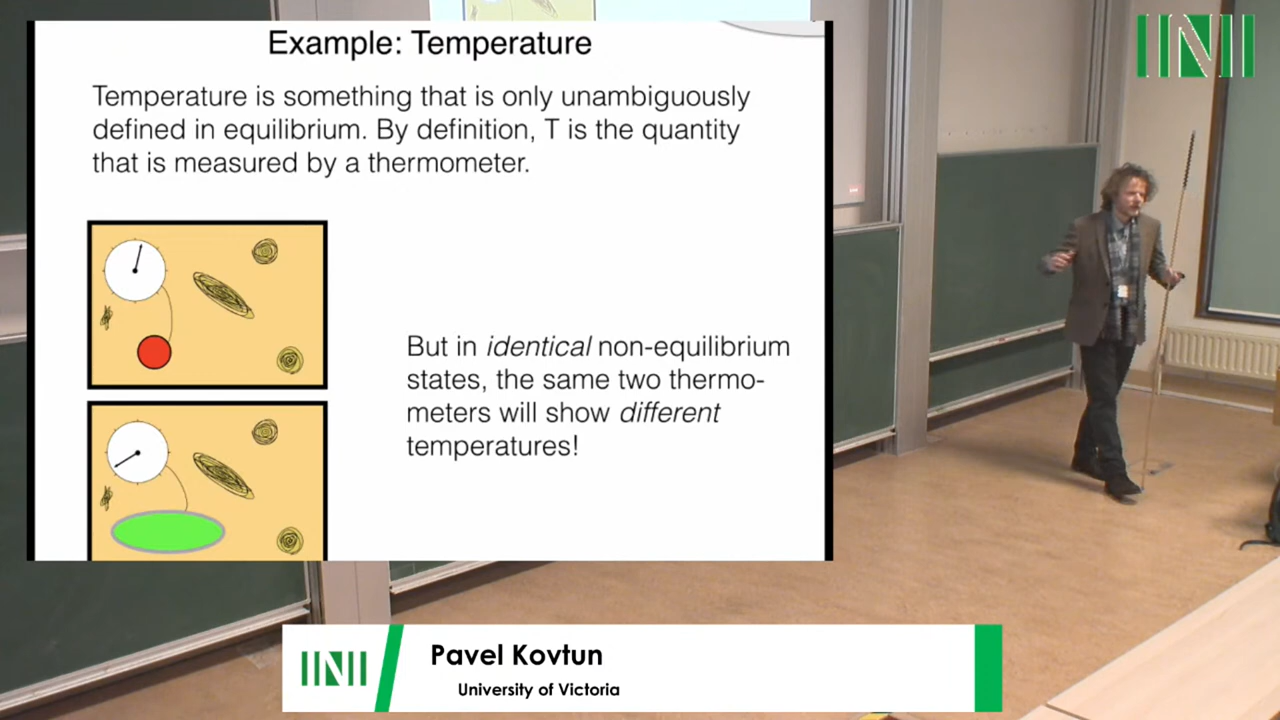 Example: Temperature
Temperature is something that is only unambiguously
defined in equilibrium. By definition, T is the quantity
that is measured by a thermometer.
But in identical non-equilibrium
states, the same two thermo-
meters will show different
temperatures!
INI
INI
Pavel Kovtun
University of Victoria